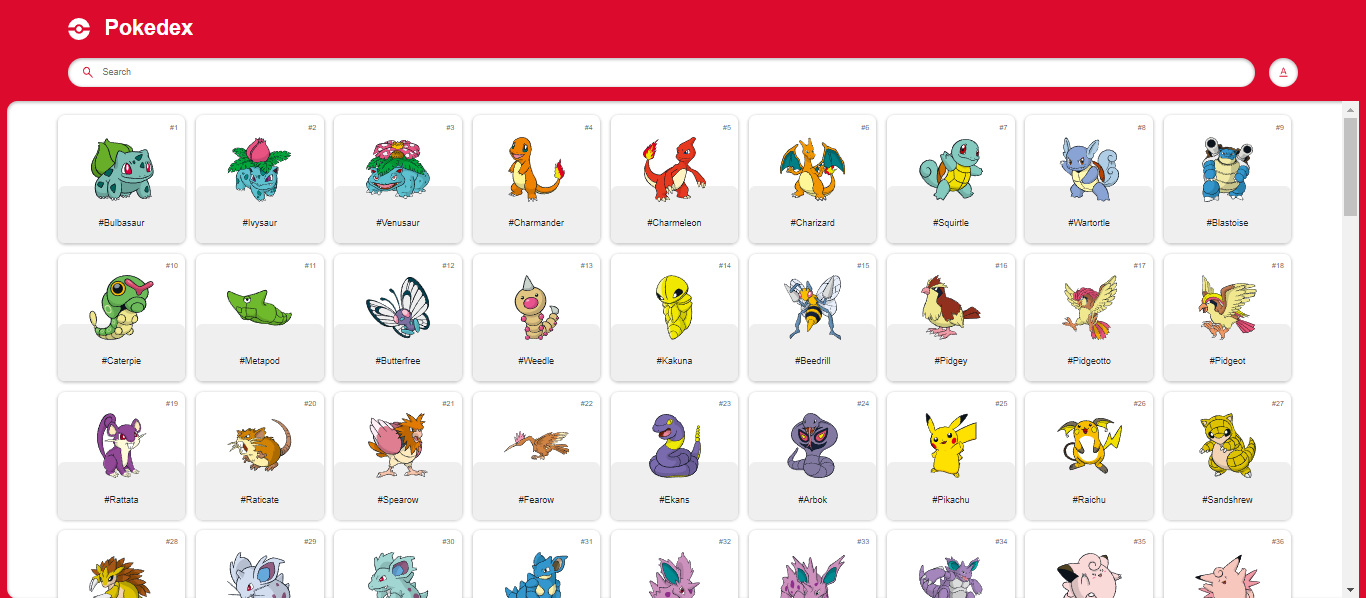 Pokedex
Search
A
#1 #2 #3 #4 #5 #6 #7 #8 #9
#Bulbasaur #Ivysaur #Venusaur #Charmander #Charmeleon #Charizard #Squirtle #Wartortle #Blastoise
#10 #11 #12 #13 #14 #15 #16 #17 #18
#Caterpie #Metapod #Butterfree #Weedle #Kakuna #Beedrill #Pidgey #Pidgeotto #Pidgeot
#19 #20 #21 #22 #23 #24 #25 #26 #27
#Rattata #Raticate #Spearow #Fearow #Ekans #Arbok #Pikachu #Raichu #Sandshrew
#28 #29 #30 #31 #32 #33 #34 #35 #36